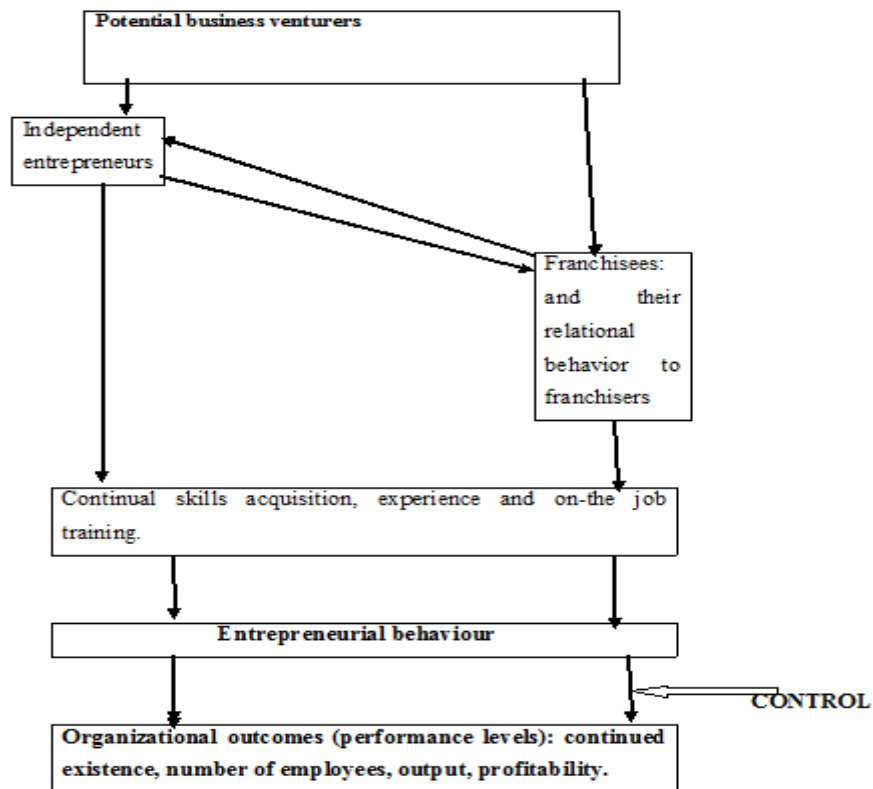 Potential business venturers
Independent
entrepreneurs
Franchisees:
and their
relational
behavior to
franchisers
Continual skills acquisition, experience and on-the job
training.
Entrepreneurial behaviour
CONTROL
Organizational outcomes (performance levels): continued
existence, number of employees, output, profitability.